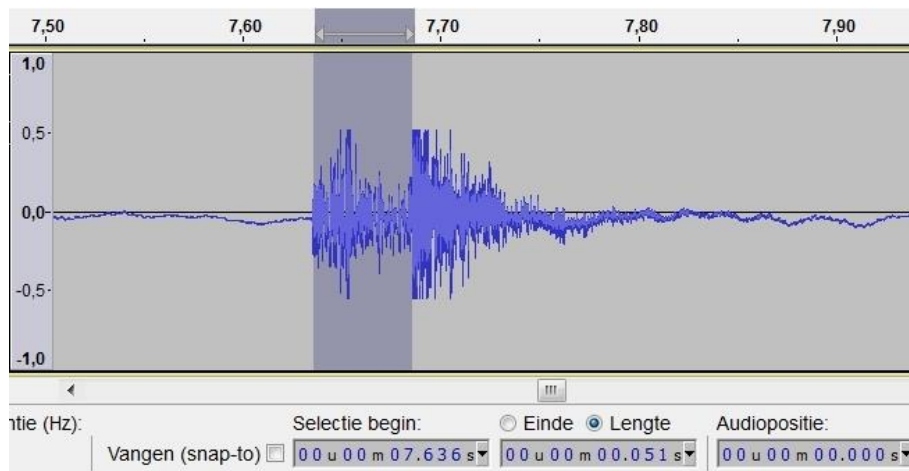 7,50 7,60 7,70 7,80 7,90
1,0
0,5
0,0
-0,5
-1,0
ntie (Hz): Selectie begin: Einde Lengte Audiopositie:
Vangen (snap-to) 00 u 00 m 07.636 s 00 u 00 m 00.051 s 00 u 00 m 00.000 s